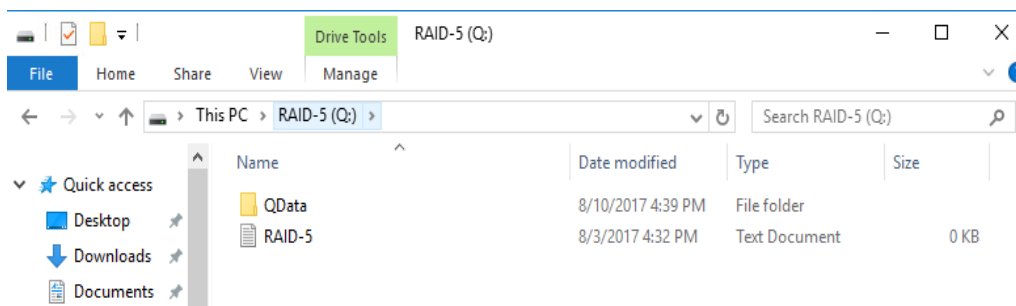 Drive Tools RAID-5 (Q:)
File Home Share View Manage
This PC RAID-5 (Q:) Search RAID-5 (Q:)
Name Date modified Type Size
Quick access
QData 8/10/2017 4:39 PM File folder
Desktop
RAID-5 8/3/2017 4:32 PM Text Document 0 KB
Downloads
Documents